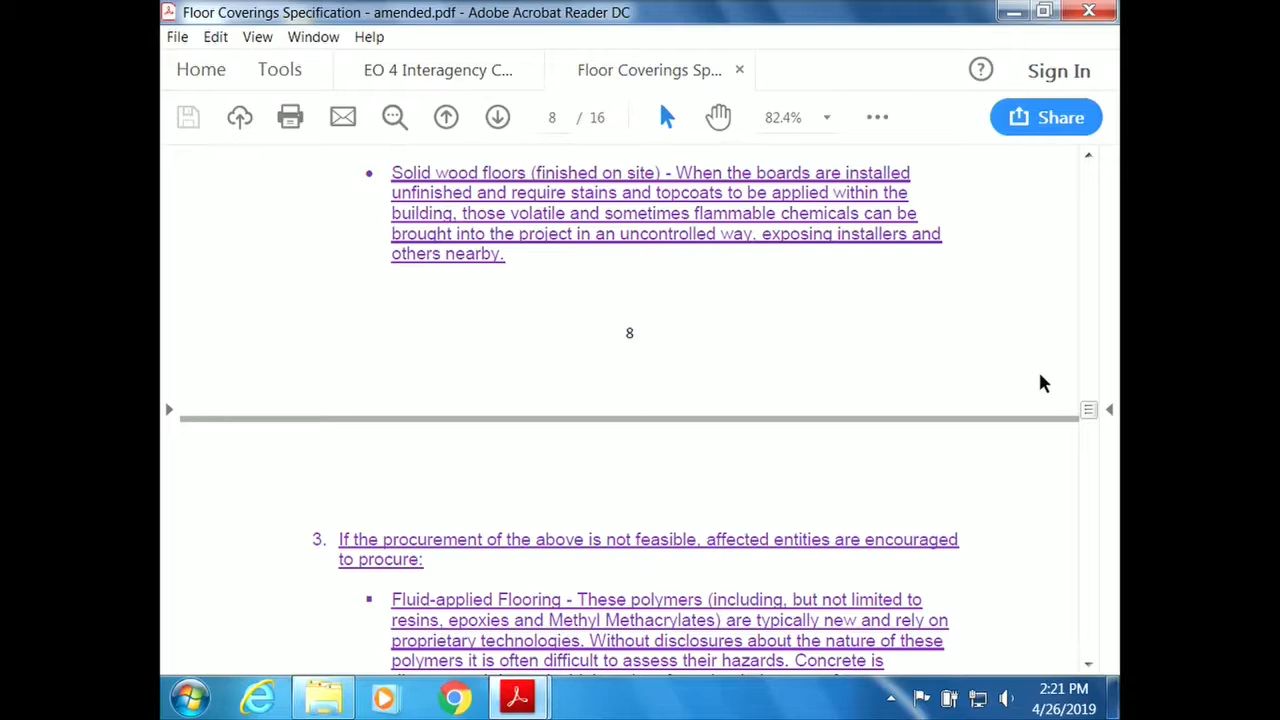 Floor Coverings Specification - amended.pdf - Adobe Acrobat Reader DC
File Edit View Window Help
Home Tools EO 4 Interagency C... Floor Coverings Sp... × Sign In
8 / 16 82.4% Share
• Solid wood floors (finished on site) - When the boards are installed
unfinished and require stains and topcoats to be applied within the
building, those volatile and sometimes flammable chemicals can be
brought into the project in an uncontrolled way, exposing installers and
others nearby.
8
3. If the procurement of the above is not feasible, affected entities are encouraged
to procure:
▪ Fluid-applied Flooring - These polymers (including, but not limited to
resins, epoxies and Methyl Methacrylates) are typically new and rely on
proprietary technologies. Without disclosures about the nature of these
polymers it is often difficult to assess their hazards. Concrete is
2:21 PM
4/26/2019